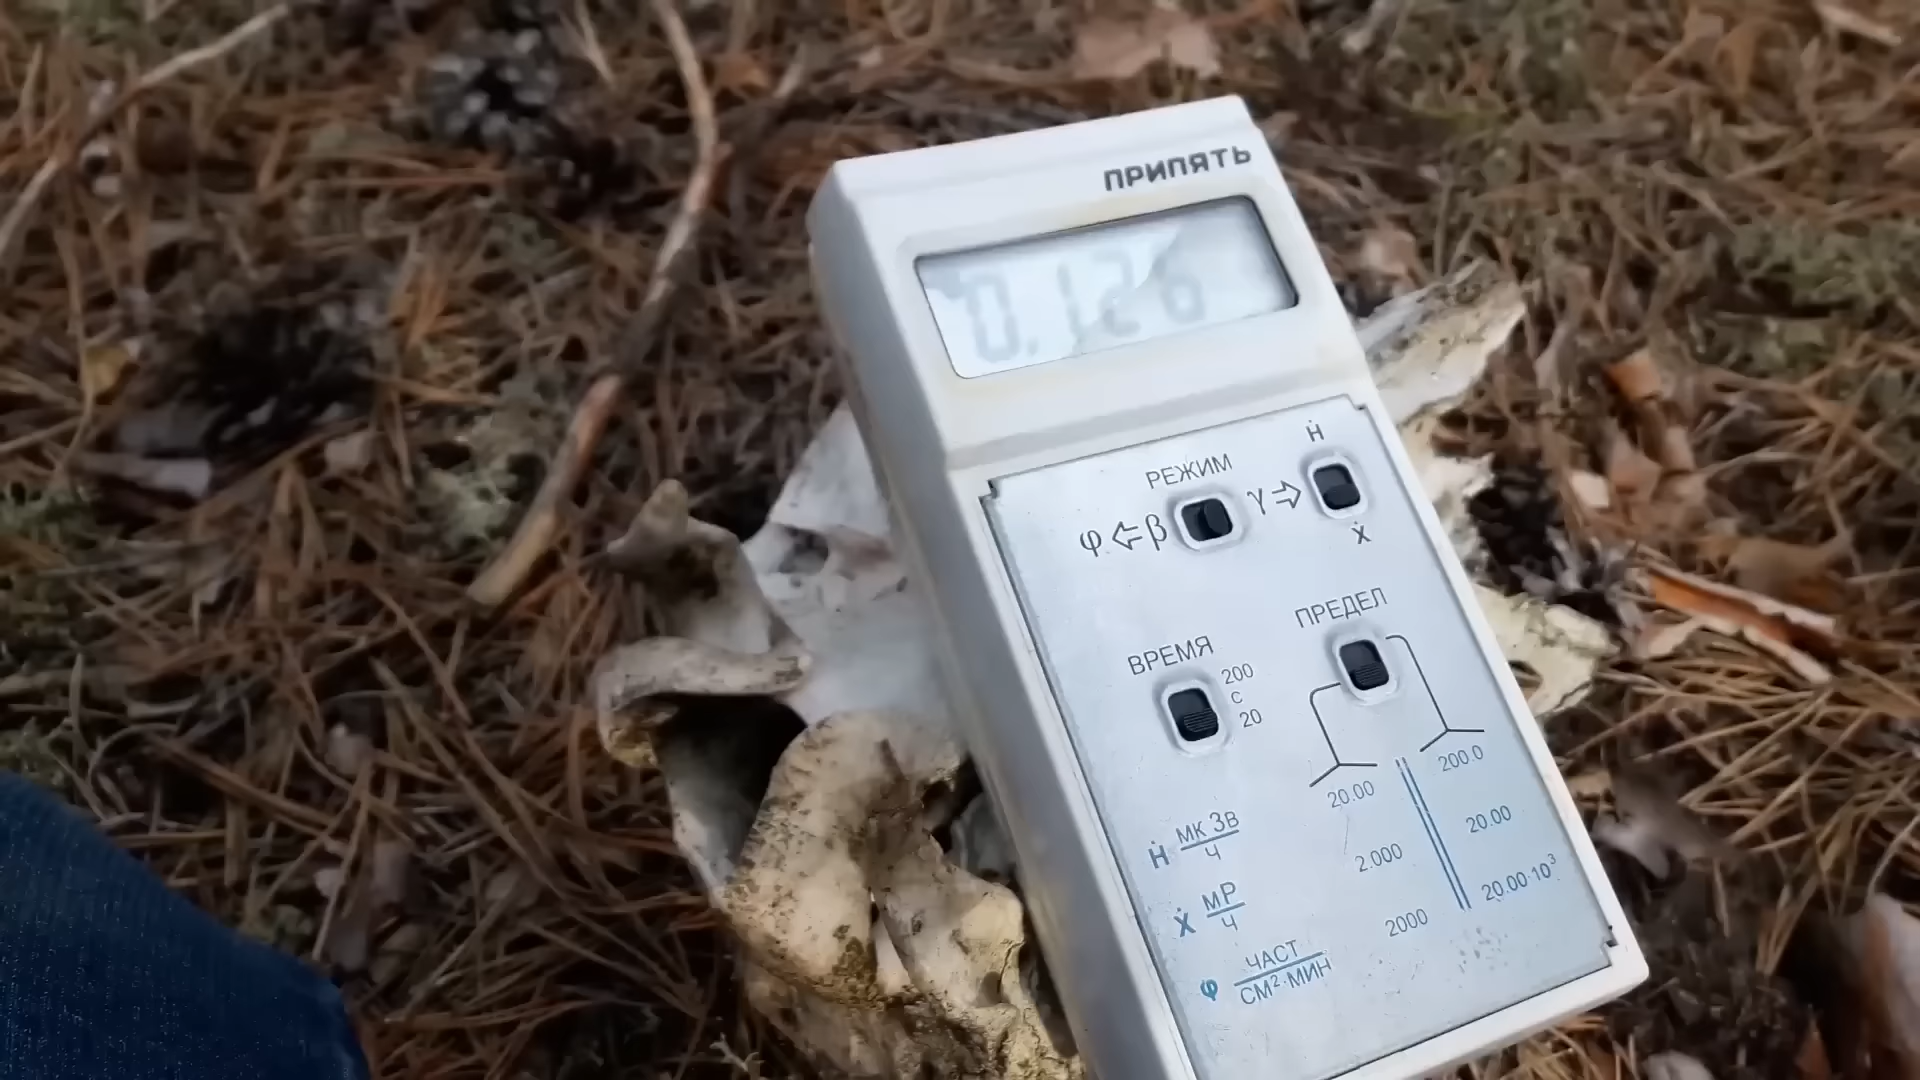 ПРИПЯТЬ
0.126
Ḣ
РЕЖИМ
φ ⇦ β γ ⇨
Ẋ
ПРЕДЕЛ
ВРЕМЯ
200
с
20
20.00 200.0
2.000 20.00
2000 20.00·10³
Ḣ мкЗв/ч
Ẋ мР/ч
φ ЧАСТ/СМ²·МИН